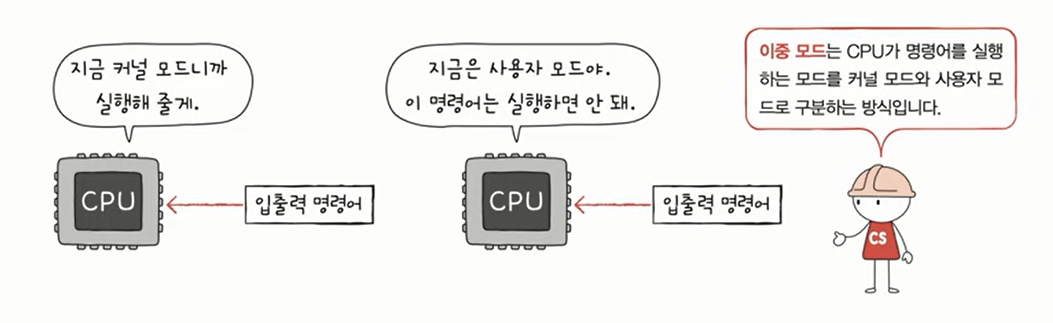 지금 커널 모드니까
실행해 줄게.
CPU
입출력 명령어
지금은 사용자 모드야.
이 명령어는 실행하면 안 돼.
CPU
입출력 명령어
이중 모드는 CPU가 명령어를 실행
하는 모드를 커널 모드와 사용자 모
드로 구분하는 방식입니다.
CS